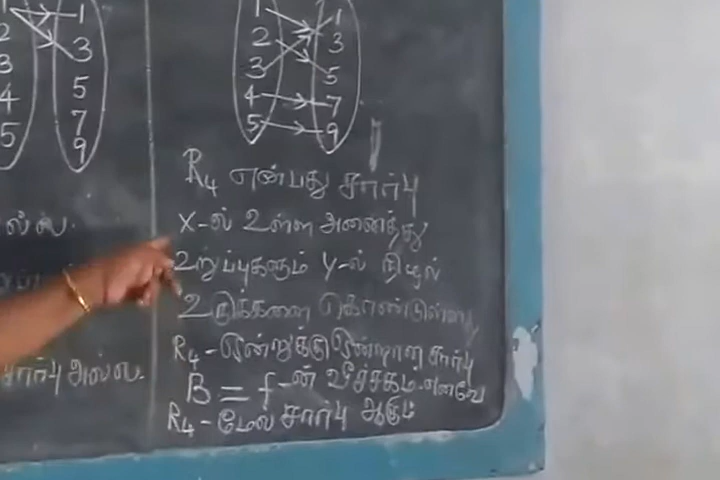 1 1
2 3
3 5
4 7
5 9
1 1
2 3
3 5
4 7
5 9
R4 என்பது சார்பு
X-ல் உள்ள அனைத்து
உறுப்புகளும் Y-ல் நிழல்
உருக்களை கொண்டுள்ளது
R4 - ஒன்றுக்கு ஒன்றான சார்பு
B = f-ன் வீச்சகம். எனவே
R4 - மேல் சார்பு ஆகும்
ல்ல.
சார்பு அல்ல.